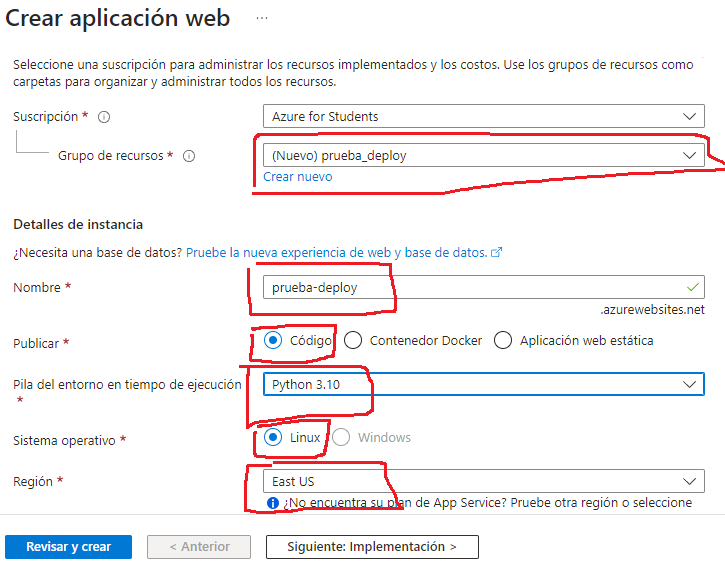 Crear aplicación web ...
Seleccione una suscripción para administrar los recursos implementados y los costos. Use los grupos de recursos como
carpetas para organizar y administrar todos los recursos.
Suscripción * Azure for Students
Grupo de recursos * (Nuevo) prueba_deploy
Crear nuevo
Detalles de instancia
¿Necesita una base de datos? Pruebe la nueva experiencia de web y base de datos.
Nombre * prueba-deploy
.azurewebsites.net
Publicar * Código Contenedor Docker Aplicación web estática
Pila del entorno en tiempo de ejecución Python 3.10
*
Sistema operativo * Linux Windows
Región * East US
¿No encuentra su plan de App Service? Pruebe otra región o seleccione
Revisar y crear < Anterior Siguiente: Implementación >